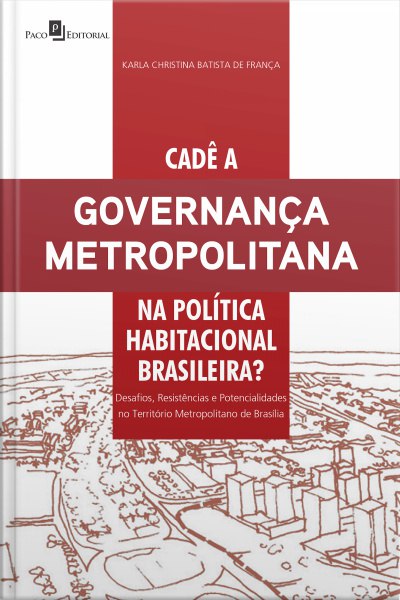 PACO EDITORIAL
KARLA CHRISTINA BATISTA DE FRANÇA
CADÊ A
GOVERNANÇA
METROPOLITANA
NA POLÍTICA
HABITACIONAL
BRASILEIRA?
Desafios, Resistências e Potencialidades
no Território Metropolitano de Brasília